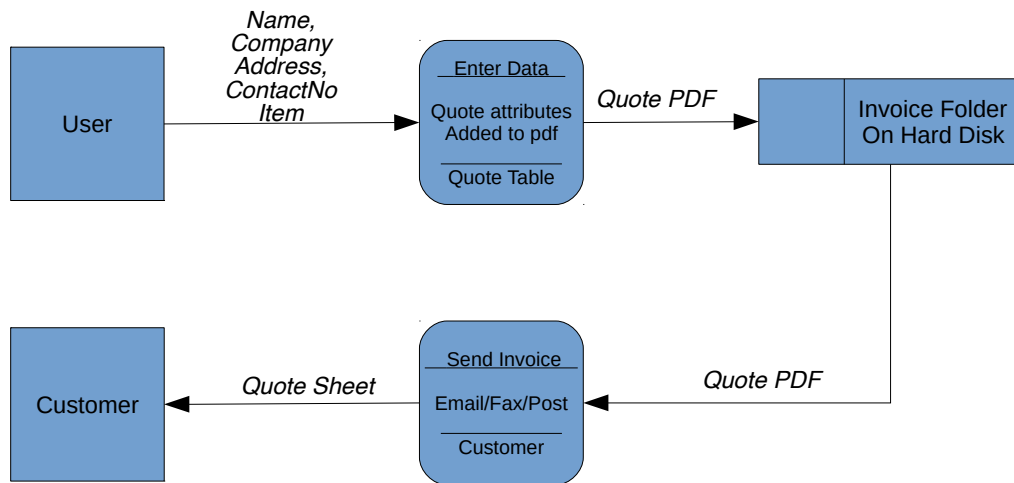 Name,
Company
Address,
ContactNo
Item
User
Enter Data
Quote attributes
Added to pdf
Quote Table
Quote PDF
Invoice Folder
On Hard Disk
Customer
Quote Sheet
Send Invoice
Email/Fax/Post
Customer
Quote PDF